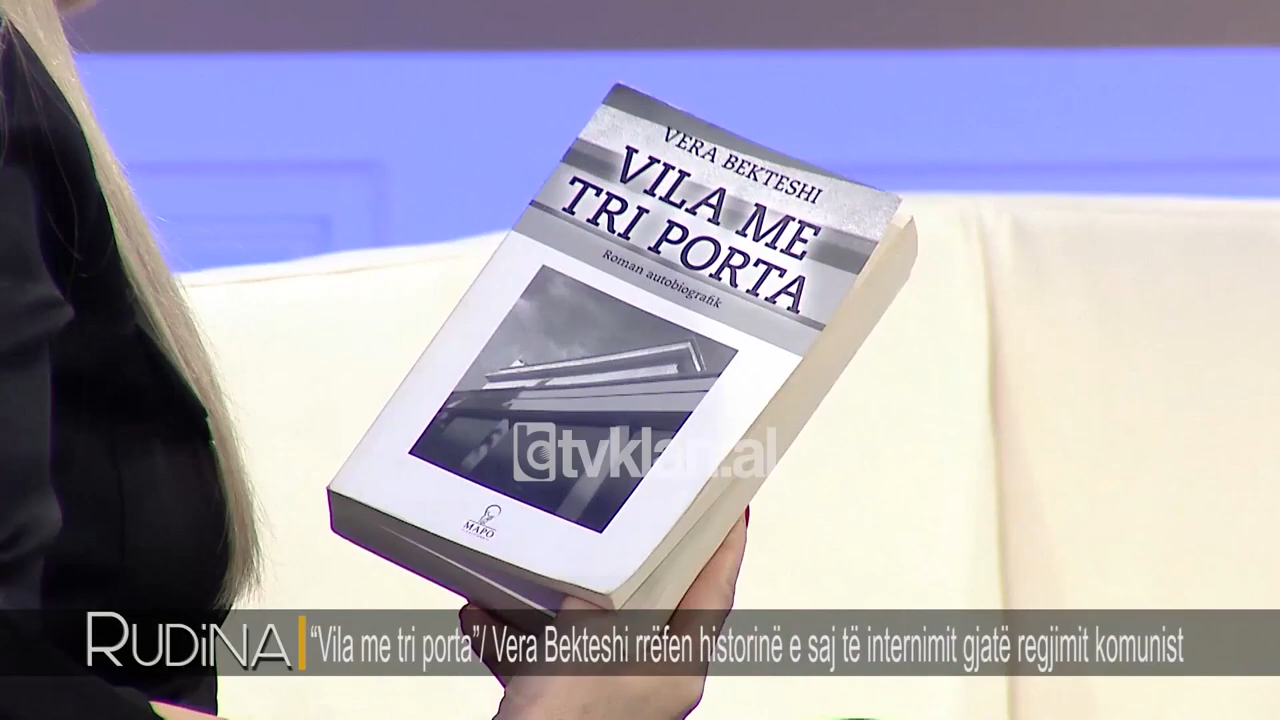 VERA BEKTESHI
VILA ME
TRI PORTA
Roman autobiografik
MAPO
tvklan.al
RUDiNA
“Vila me tri porta”/ Vera Bekteshi rrëfen historinë e saj të internimit gjatë regjimit komunist